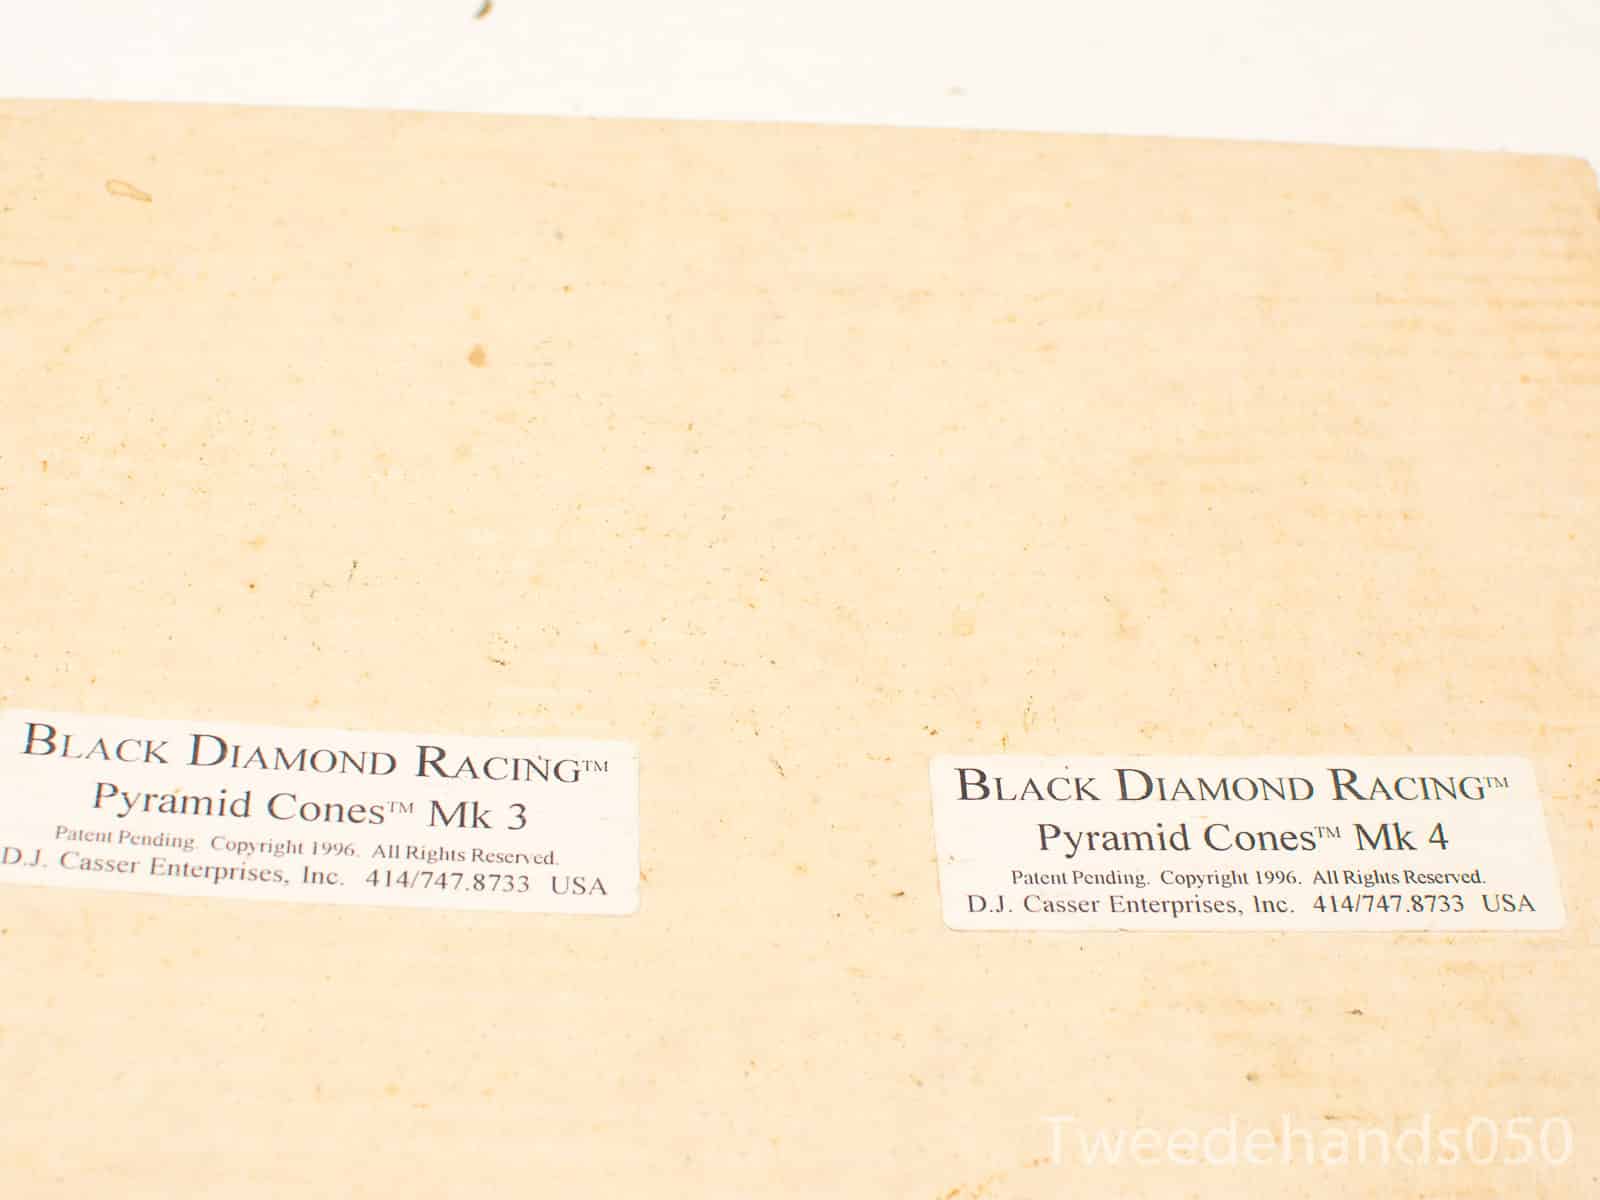 BLACK DIAMOND RACING™
Pyramid Cones™ Mk 3
Patent Pending. Copyright 1996. All Rights Reserved.
D.J. Casser Enterprises, Inc. 414/747.8733 USA
BLACK DIAMOND RACING™
Pyramid Cones™ Mk 4
Patent Pending. Copyright 1996. All Rights Reserved.
D.J. Casser Enterprises, Inc. 414/747.8733 USA
Tweedehands050